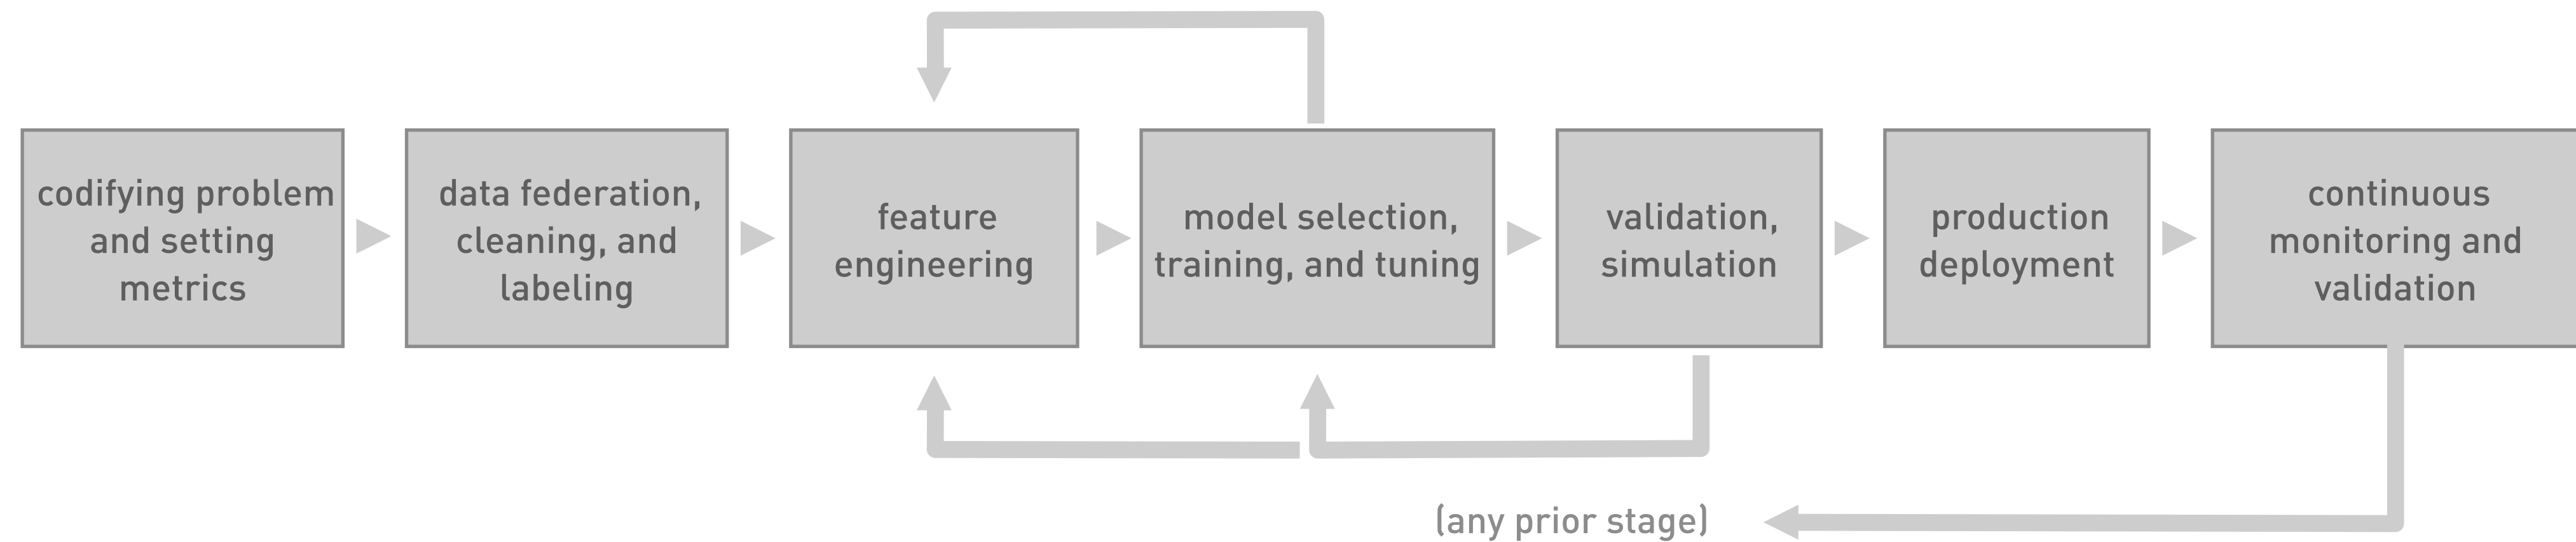 codifying problem
and setting
metrics
data federation,
cleaning, and
labeling
feature
engineering
model selection,
training, and tuning
validation,
simulation
production
deployment
continuous
monitoring and
validation
(any prior stage)